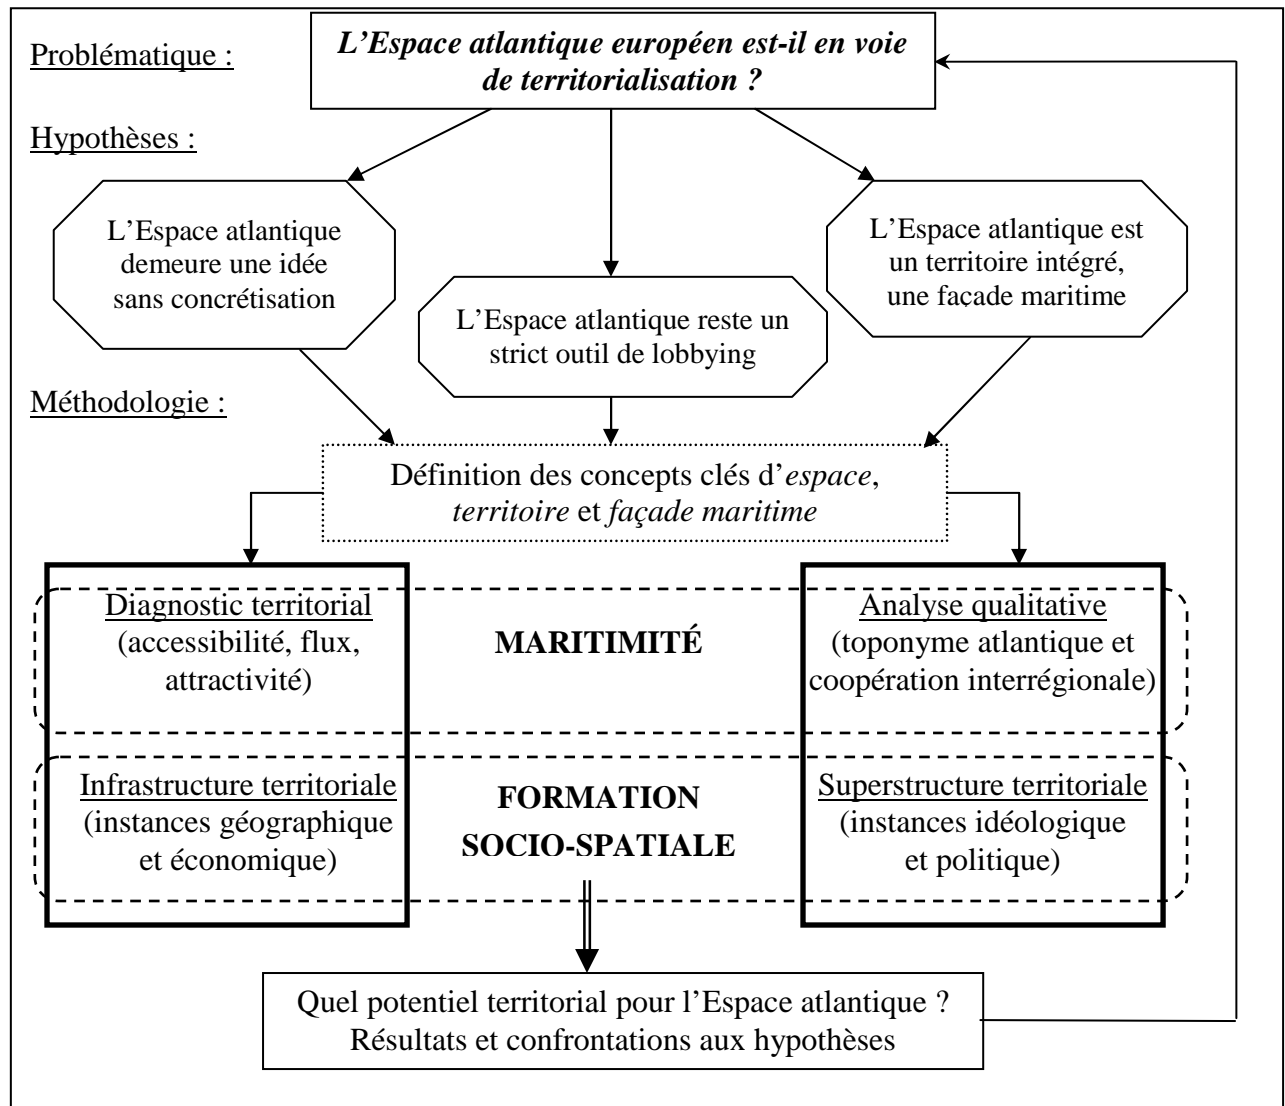 Problématique :
L’Espace atlantique européen est-il en voie
de territorialisation ?
Hypothèses :
L’Espace atlantique
demeure une idée
sans concrétisation
L’Espace atlantique reste un
strict outil de lobbying
L’Espace atlantique est
un territoire intégré,
une façade maritime
Méthodologie :
Définition des concepts clés d’espace,
territoire et façade maritime
Diagnostic territorial
(accessibilité, flux,
attractivité)
MARITIMITÉ
Analyse qualitative
(toponyme atlantique et
coopération interrégionale)
Infrastructure territoriale
(instances géographique
et économique)
FORMATION
SOCIO-SPATIALE
Superstructure territoriale
(instances idéologique
et politique)
Quel potentiel territorial pour l’Espace atlantique ?
Résultats et confrontations aux hypothèses